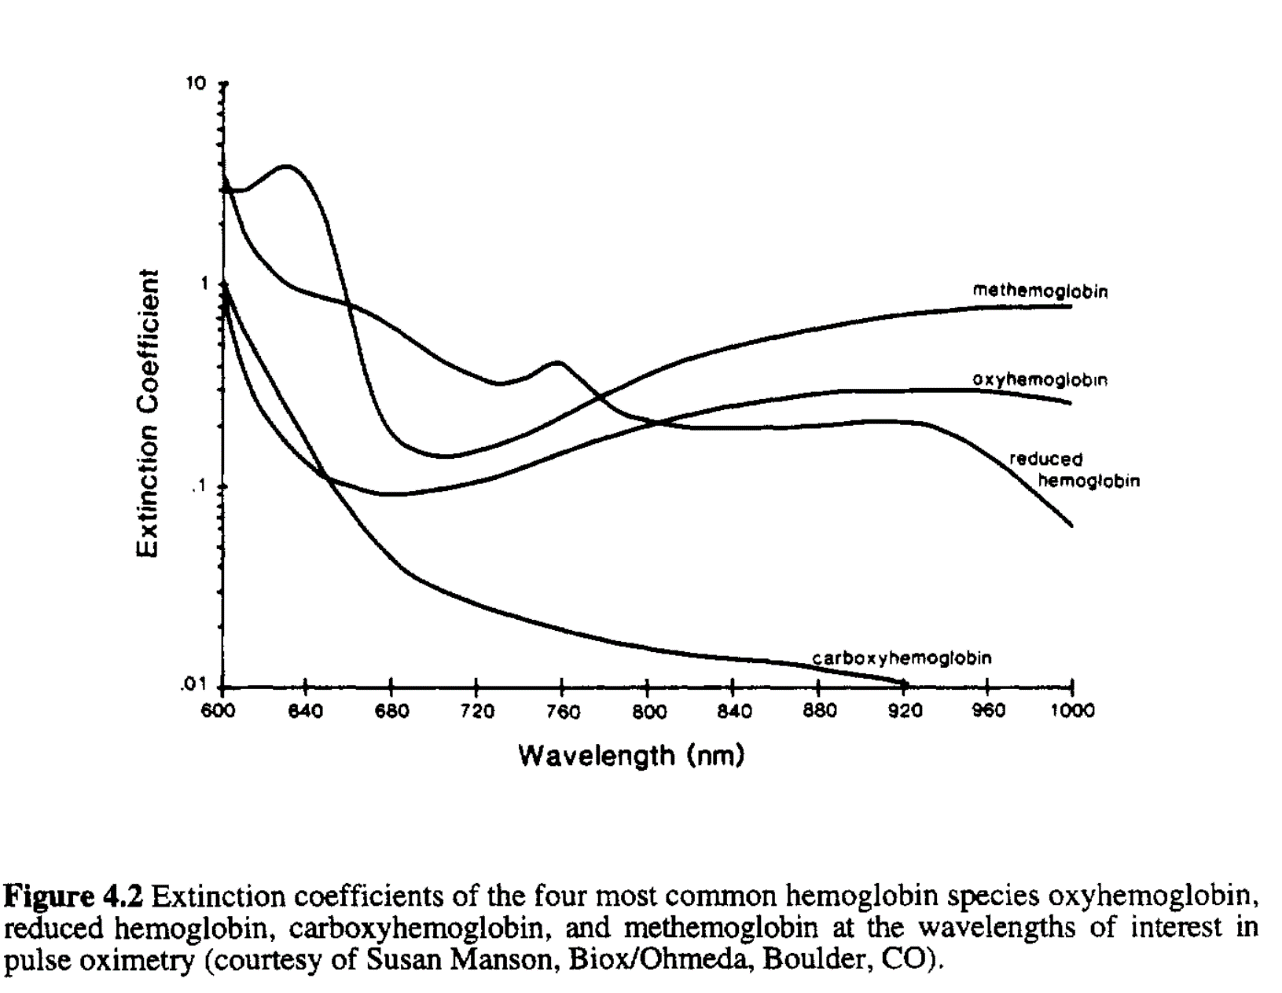 10
1
.1
.01
Extinction Coefficient
methemoglobin
oxyhemoglobin
reduced
hemoglobin
carboxyhemoglobin
600 640 680 720 760 800 840 880 920 960 1000
Wavelength (nm)
Figure 4.2 Extinction coefficients of the four most common hemoglobin species oxyhemoglobin,
reduced hemoglobin, carboxyhemoglobin, and methemoglobin at the wavelengths of interest in
pulse oximetry (courtesy of Susan Manson, Biox/Ohmeda, Boulder, CO).